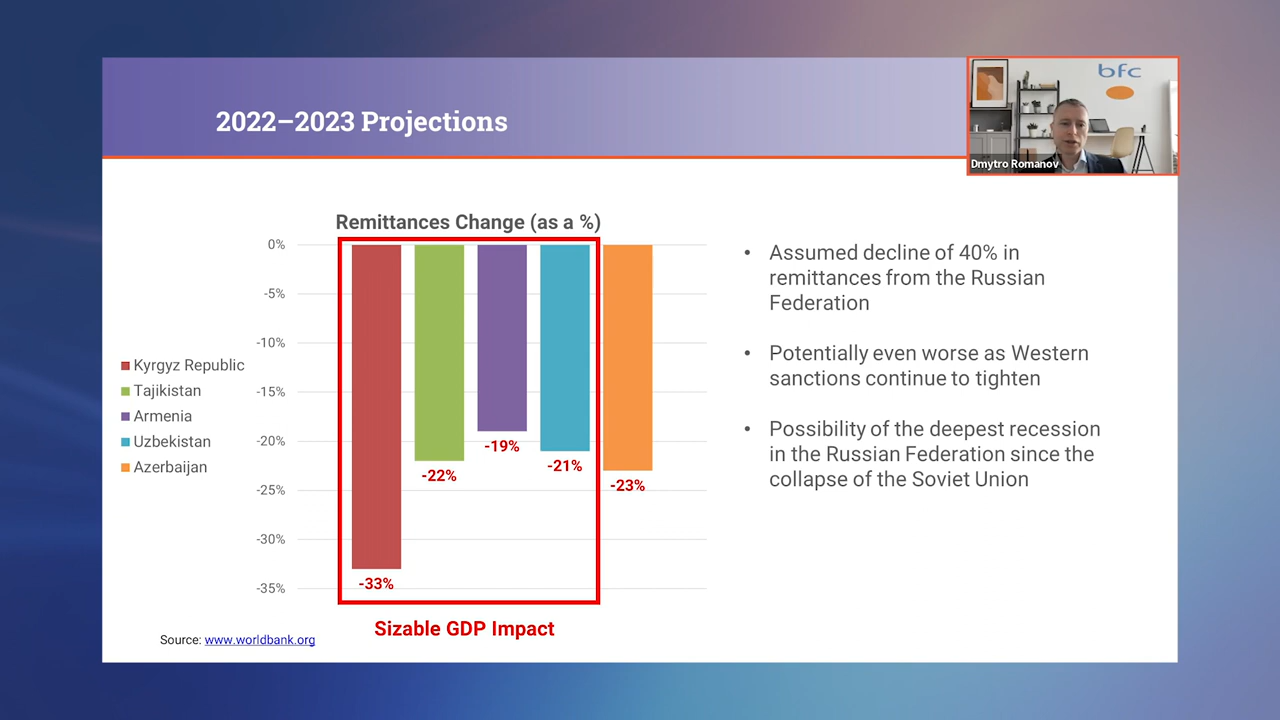 2022–2023 Projections
bfc
Dmytro Romanov
Remittances Change (as a %)
0%
-5%
-10%
-15%
-20%
-25%
-30%
-35%
Kyrgyz Republic
Tajikistan
Armenia
Uzbekistan
Azerbaijan
-33%
-22%
-19%
-21%
-23%
Sizable GDP Impact
Source: www.worldbank.org
• Assumed decline of 40% in
remittances from the Russian
Federation
• Potentially even worse as Western
sanctions continue to tighten
• Possibility of the deepest recession
in the Russian Federation since the
collapse of the Soviet Union